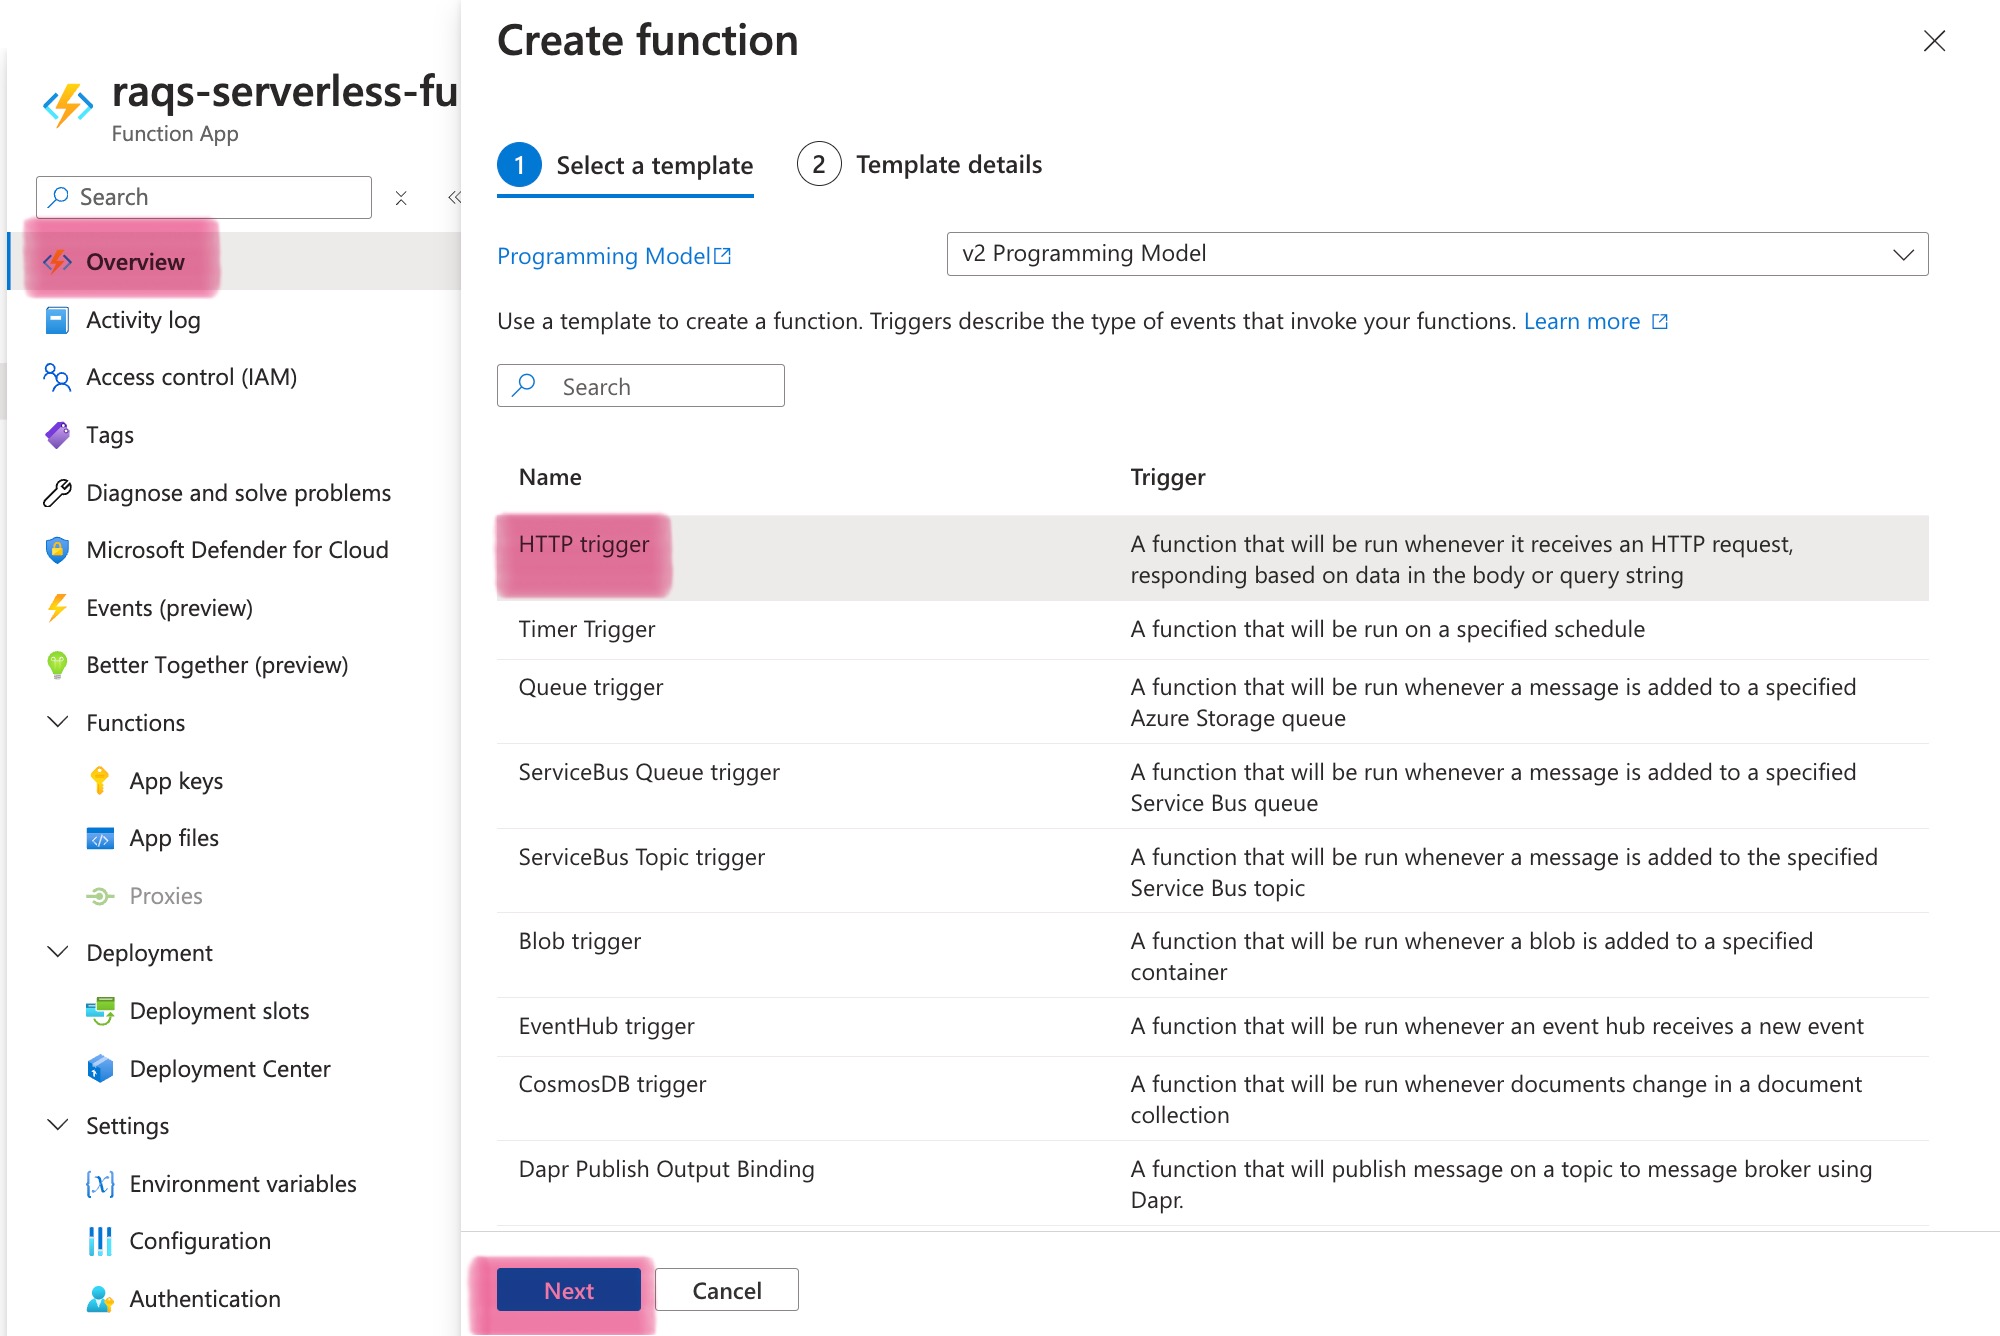 raqs-serverless-fu
Function App
Search
Overview
Activity log
Access control (IAM)
Tags
Diagnose and solve problems
Microsoft Defender for Cloud
Events (preview)
Better Together (preview)
Functions
App keys
App files
Proxies
Deployment
Deployment slots
Deployment Center
Settings
Environment variables
Configuration
Authentication
Create function
1 Select a template
2 Template details
Programming Model
v2 Programming Model
Use a template to create a function. Triggers describe the type of events that invoke your functions. Learn more
Search
Name Trigger
HTTP trigger A function that will be run whenever it receives an HTTP request,
responding based on data in the body or query string
Timer Trigger A function that will be run on a specified schedule
Queue trigger A function that will be run whenever a message is added to a specified
Azure Storage queue
ServiceBus Queue trigger A function that will be run whenever a message is added to a specified
Service Bus queue
ServiceBus Topic trigger A function that will be run whenever a message is added to the specified
Service Bus topic
Blob trigger A function that will be run whenever a blob is added to a specified
container
EventHub trigger A function that will be run whenever an event hub receives a new event
CosmosDB trigger A function that will be run whenever documents change in a document
collection
Dapr Publish Output Binding A function that will publish message on a topic to message broker using
Dapr.
Next Cancel